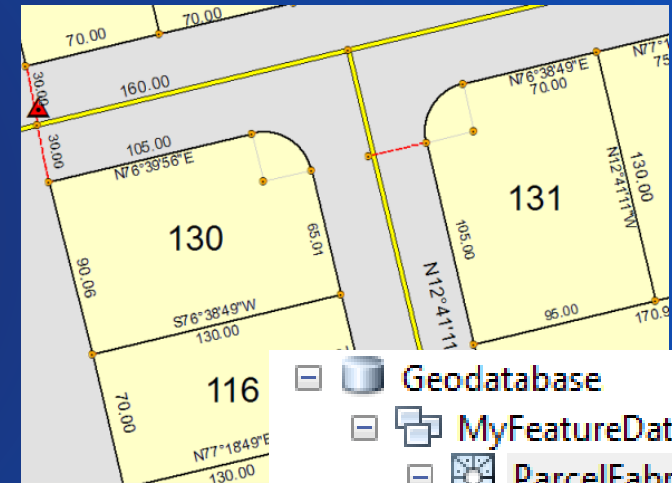 70.00
70.00
30.00
160.00
30.00
105.00
N76°39'56"E
130
90.06
65.01
S76°38'49"W
130.00
116
70.00
N77°18'49"E
130.00
N76°38'49"E
70.00
N77°1
75
131
130.00
N12°41'11"W
105.00
N12°41'11
95.00
170.9
Geodatabase
MyFeatureDat
ParcelFabr